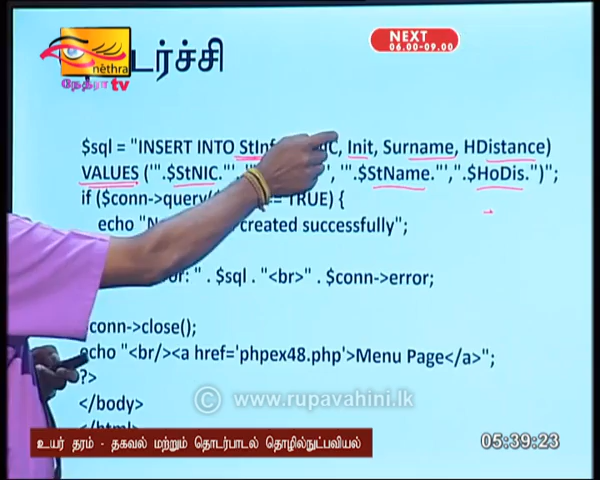 NEXT
06.00-09.00
nethra
நேத்ரா tv
டர்ச்சி
$sql = "INSERT INTO Init, Surname, HDistance)
VALUES ('".$StNIC."', '".$StName."',".$HoDis.")";
if ($conn->query( == TRUE) {
echo " created successfully";
" . $sql . "<br>" . $conn->error;
conn->close();
echo "<br/><a href='phpex48.php'>Menu Page</a>";
?>
</body>
</html>
© www.rupavahini.lk
உயர் தரம் - தகவல் மற்றும் தொடர்பாடல் தொழில்நுட்பவியல்
05:39:23